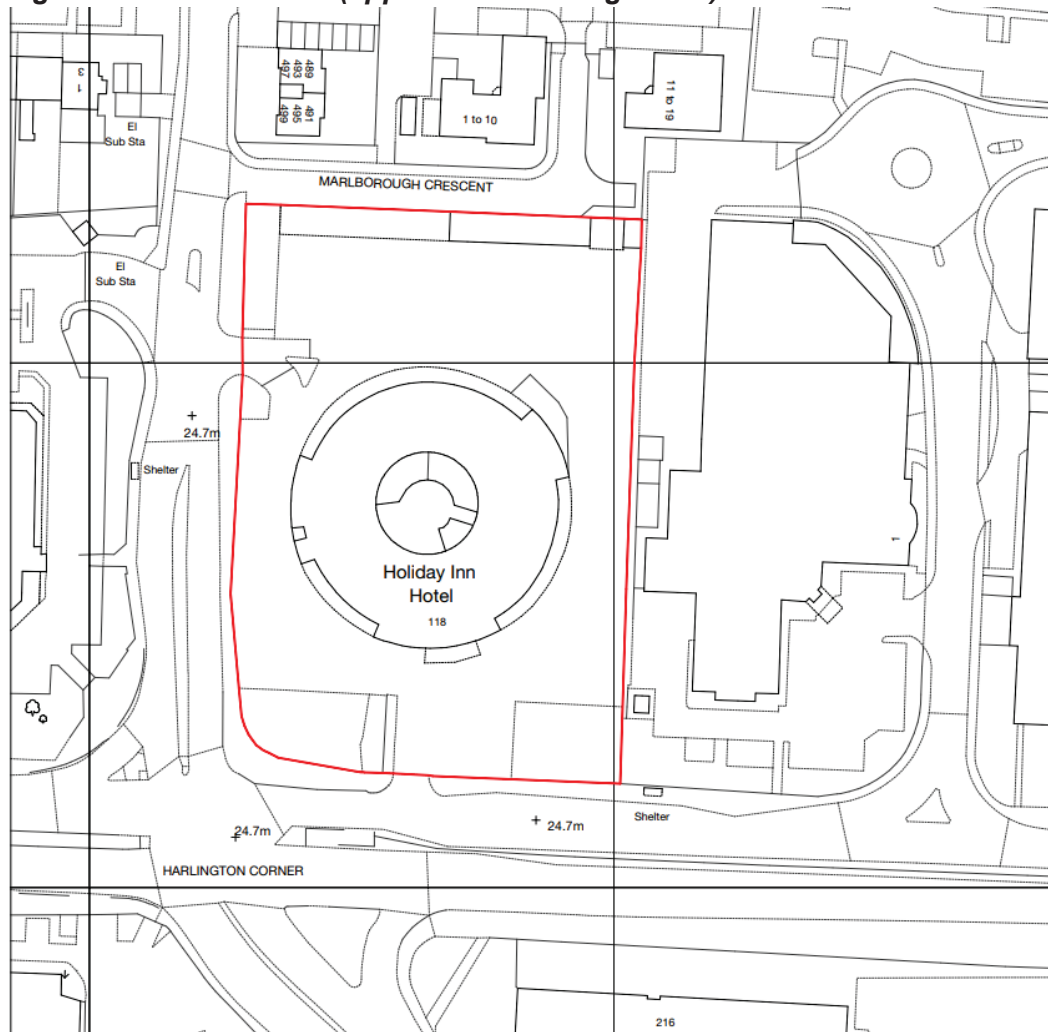 489
493
497
491
495
499
1 to 10
11 to 19
1
3
El
Sub Sta
MARLBOROUGH CRESCENT
El
Sub Sta
24.7m
Shelter
Holiday Inn
Hotel
118
1
24.7m
24.7m
Shelter
HARLINGTON CORNER
216